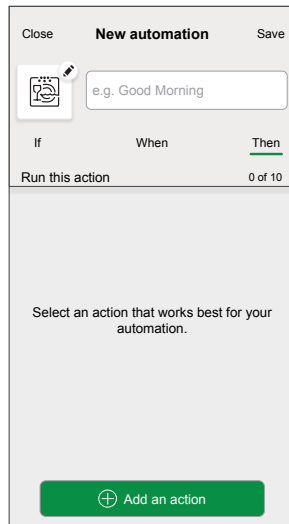 Close New automation Save
e.g. Good Morning
If When Then
Run this action 0 of 10
Select an action that works best for your
automation.
Add an action